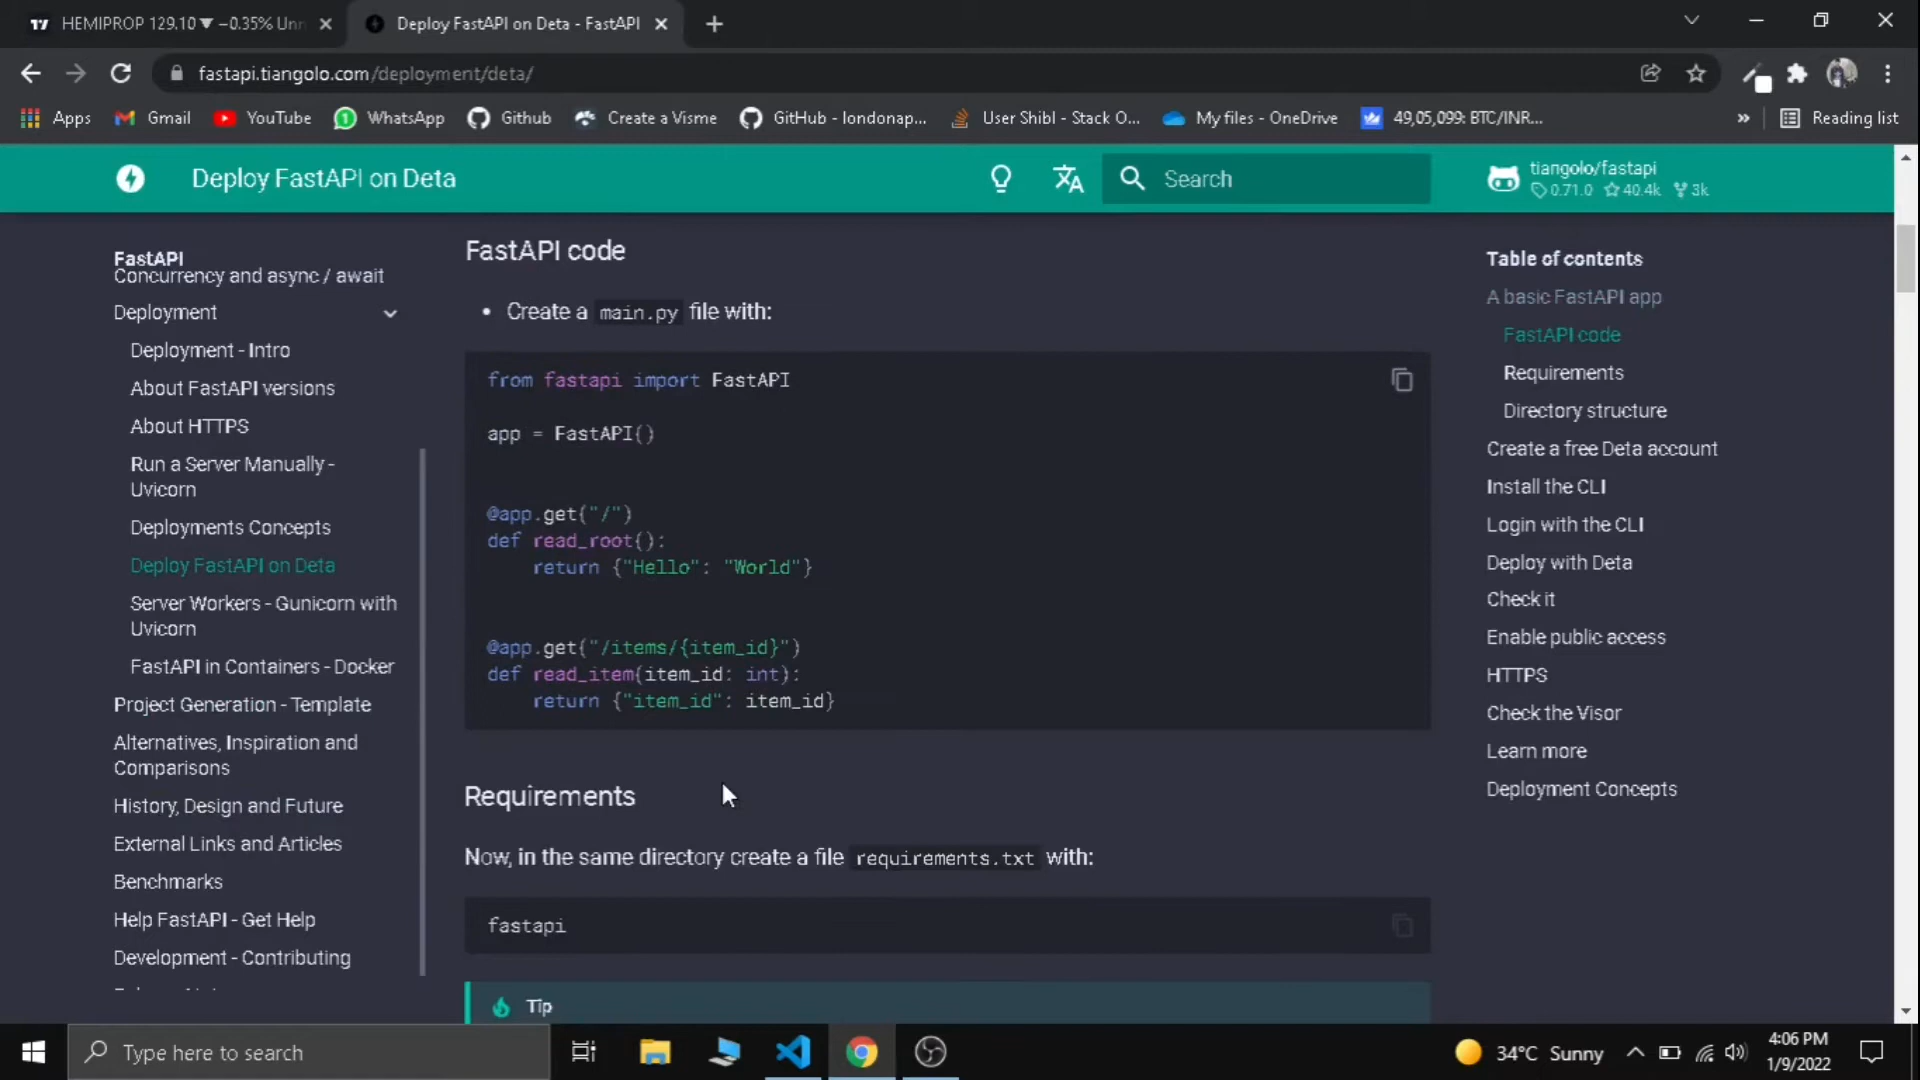 HEMIPROP 129.10 ▼ −0.35% Unn
Deploy FastAPI on Deta - FastAPI
fastapi.tiangolo.com/deployment/deta/
Apps
Gmail
YouTube
WhatsApp
Github
Create a Visme
GitHub - londonap...
User Shibl - Stack O...
My files - OneDrive
49,05,099: BTC/INR...
»
Reading list
Deploy FastAPI on Deta
Search
tiangolo/fastapi
0.71.0 40.4k 3k
FastAPI
Concurrency and async / await
Deployment
Deployment - Intro
About FastAPI versions
About HTTPS
Run a Server Manually -
Uvicorn
Deployments Concepts
Deploy FastAPI on Deta
Server Workers - Gunicorn with
Uvicorn
FastAPI in Containers - Docker
Project Generation - Template
Alternatives, Inspiration and
Comparisons
History, Design and Future
External Links and Articles
Benchmarks
Help FastAPI - Get Help
Development - Contributing
FastAPI code
• Create a main.py file with:
from fastapi import FastAPI
app = FastAPI()
@app.get("/")
def read_root():
    return {"Hello": "World"}
@app.get("/items/{item_id}")
def read_item(item_id: int):
    return {"item_id": item_id}
Requirements
Now, in the same directory create a file requirements.txt with:
fastapi
Tip
Table of contents
A basic FastAPI app
FastAPI code
Requirements
Directory structure
Create a free Deta account
Install the CLI
Login with the CLI
Deploy with Deta
Check it
Enable public access
HTTPS
Check the Visor
Learn more
Deployment Concepts
Type here to search
34°C Sunny
4:06 PM
1/9/2022